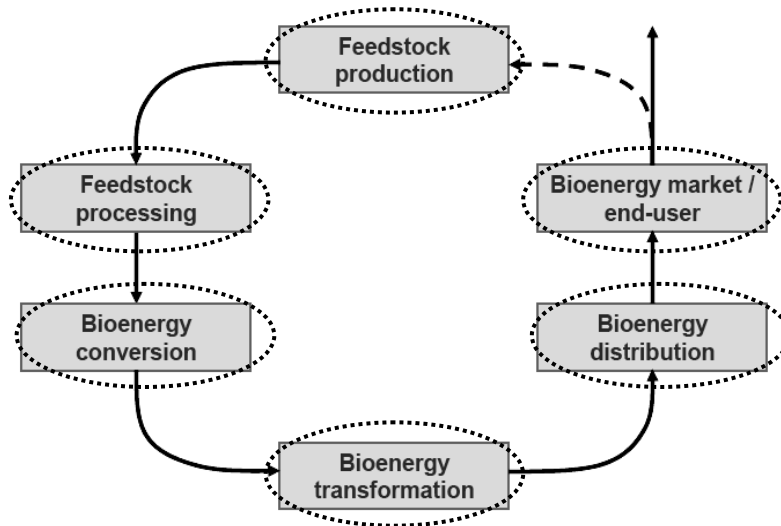 Feedstock
production
Feedstock
processing
Bioenergy
conversion
Bioenergy
transformation
Bioenergy
distribution
Bioenergy market /
end-user